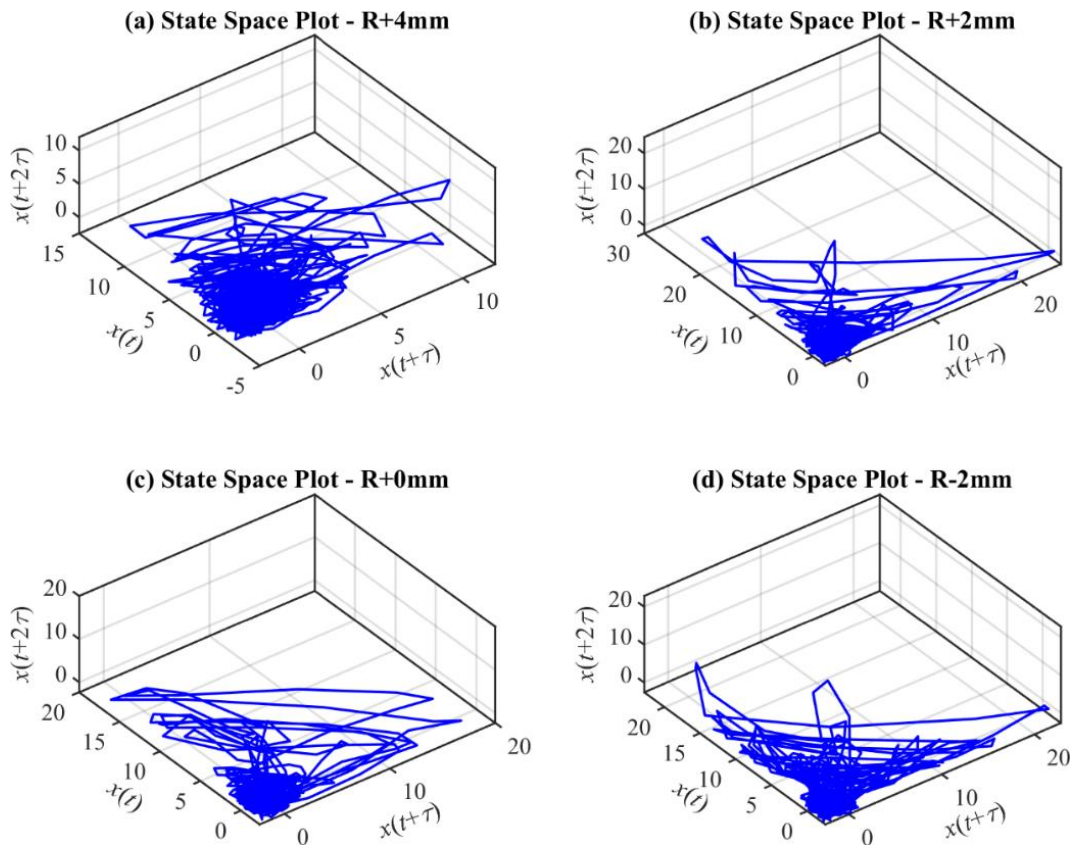 (a) State Space Plot - R+4mm
10
5
0
x(t+2τ)
15
10
5
0
-5
x(t)
0
5
10
x(t+τ)
(b) State Space Plot - R+2mm
20
10
0
x(t+2τ)
30
20
10
0
x(t)
0
10
20
x(t+τ)
(c) State Space Plot - R+0mm
20
10
0
x(t+2τ)
20
15
10
5
0
x(t)
0
10
20
x(t+τ)
(d) State Space Plot - R-2mm
20
10
0
x(t+2τ)
20
15
10
5
0
x(t)
0
10
20
x(t+τ)